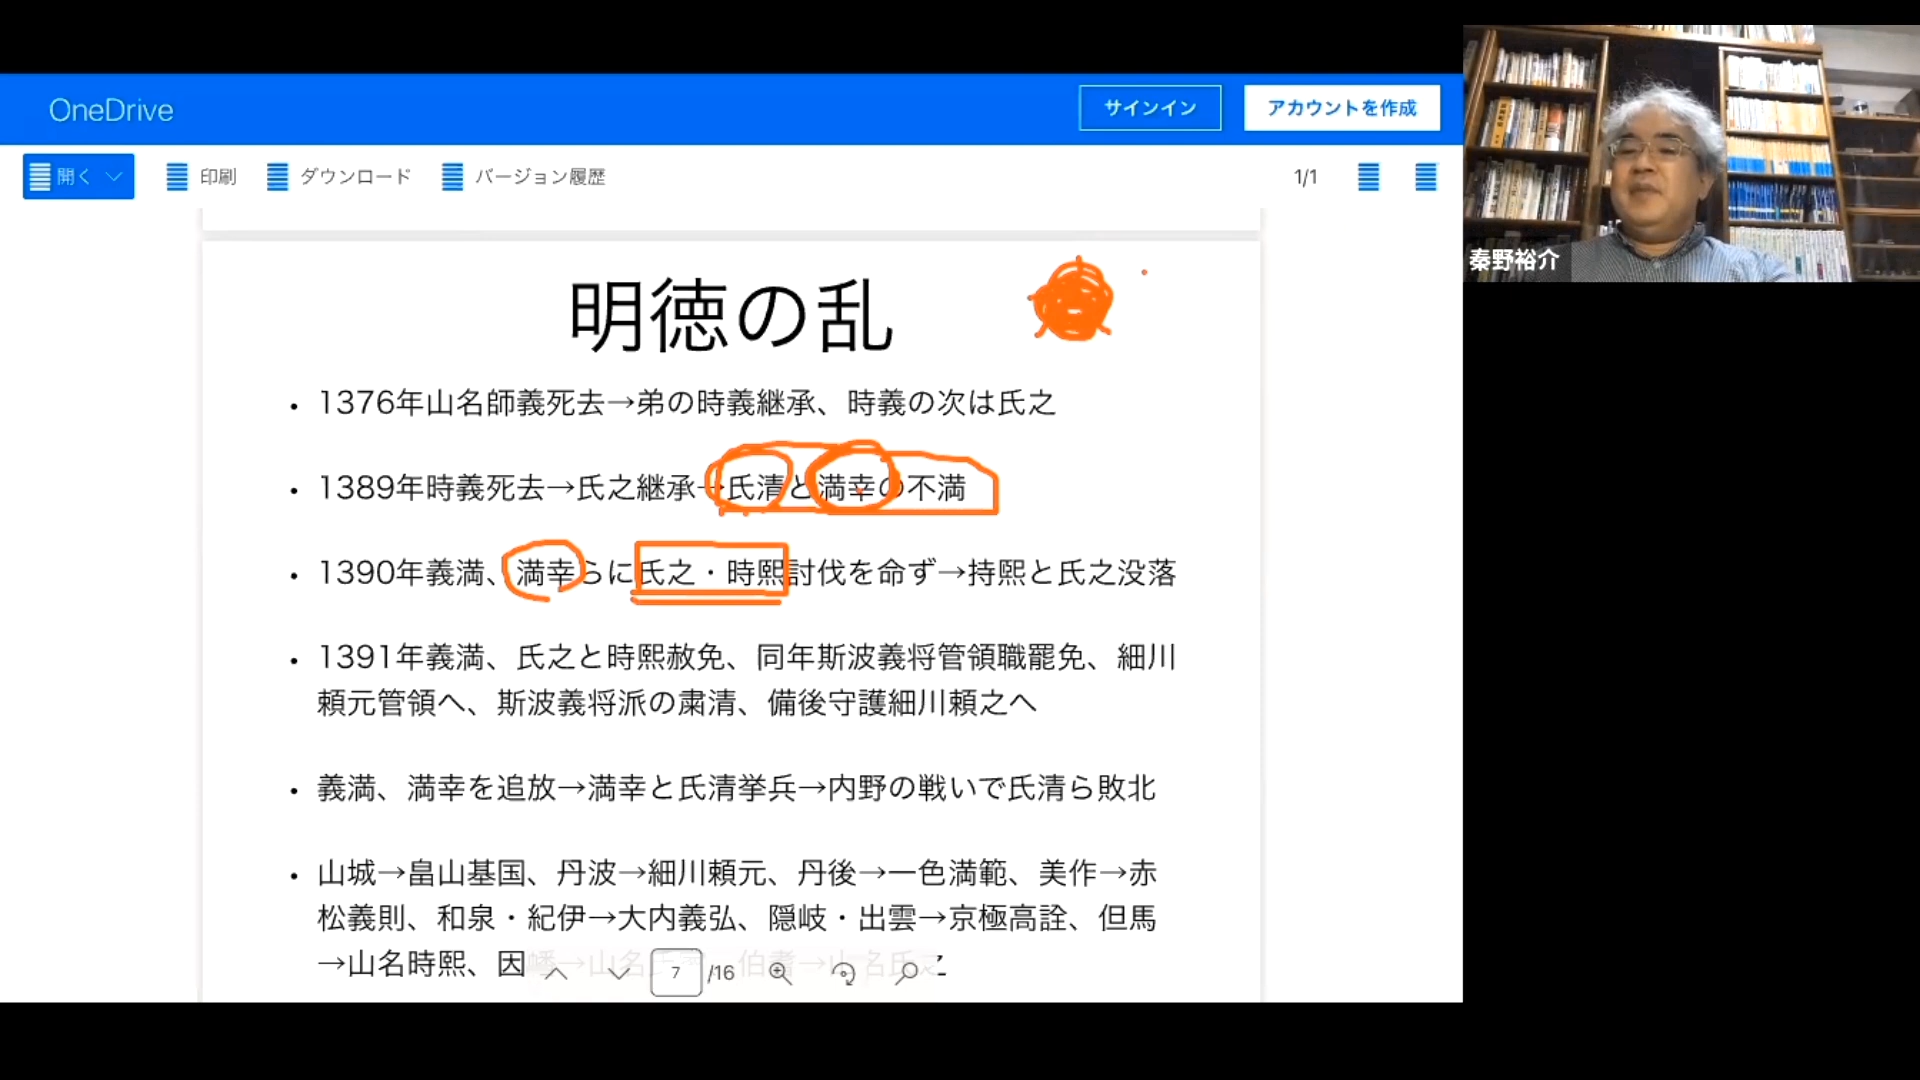 OneDrive
サインイン
アカウントを作成
開く
印刷
ダウンロード
バージョン履歴
1/1
秦野裕介
明徳の乱
• 1376年山名師義死去→弟の時義継承、時義の次は氏之
• 1389年時義死去→氏之継承→氏清と満幸の不満
• 1390年義満、満幸らに氏之・時熙討伐を命ず→持熙と氏之没落
• 1391年義満、氏之と時熙赦免、同年斯波義将管領職罷免、細川
頼元管領へ、斯波義将派の粛清、備後守護細川頼之へ
• 義満、満幸を追放→満幸と氏清挙兵→内野の戦いで氏清ら敗北
• 山城→畠山基国、丹波→細川頼元、丹後→一色満範、美作→赤
松義則、和泉・紀伊→大内義弘、隠岐・出雲→京極高詮、但馬
→山名時熙、因幡→山名氏 伯耆→山名氏之
7 /16